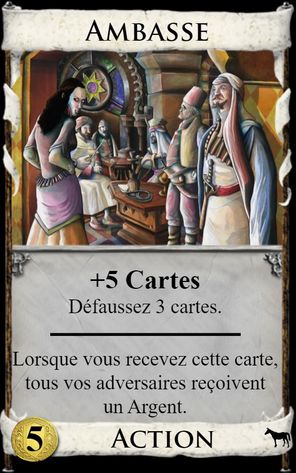 AMBASSE
+5 Cartes
Défaussez 3 cartes.
Lorsque vous recevez cette carte,
tous vos adversaires reçoivent
un Argent.
5 ACTION